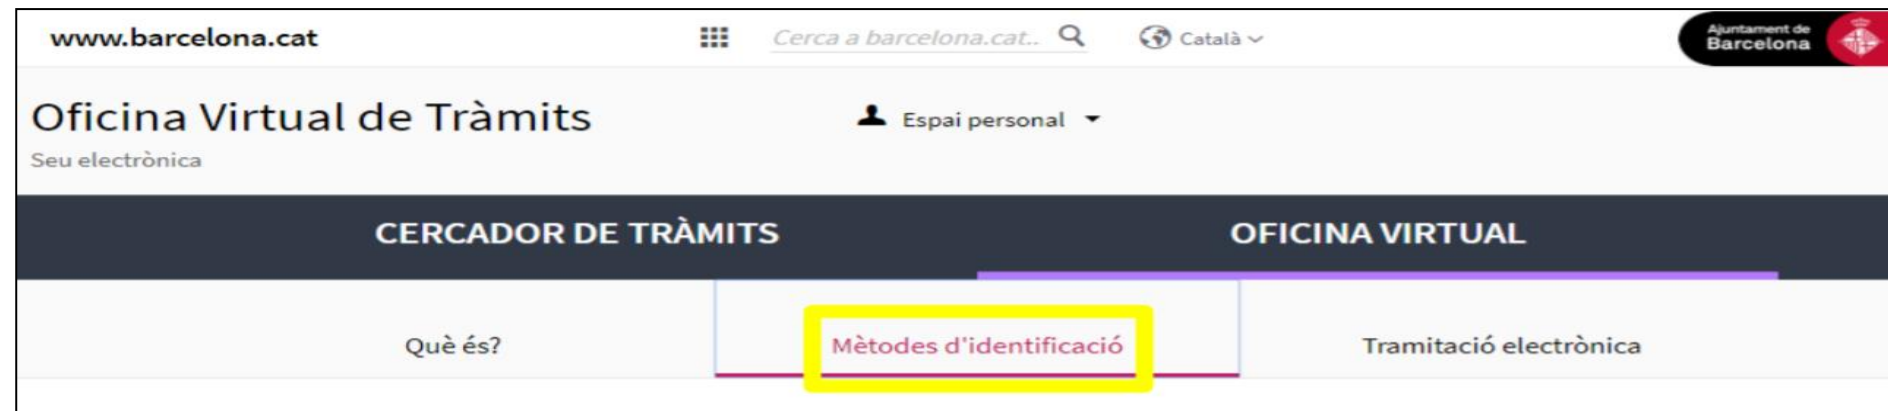 www.barcelona.cat
Cerca a barcelona.cat..
Català
Ajuntament de
Barcelona
Oficina Virtual de Tràmits
Espai personal
Seu electrònica
CERCADOR DE TRÀMITS
OFICINA VIRTUAL
Què és?
Mètodes d'identificació
Tramitació electrònica